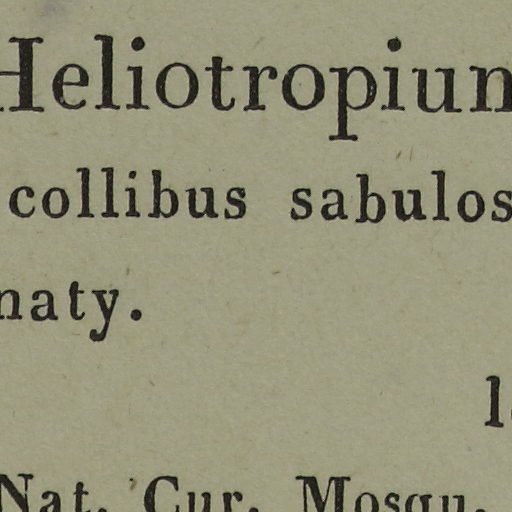 Heliotropium
collibus sabulos
naty.
l
Nat. Cur. Mosqu.